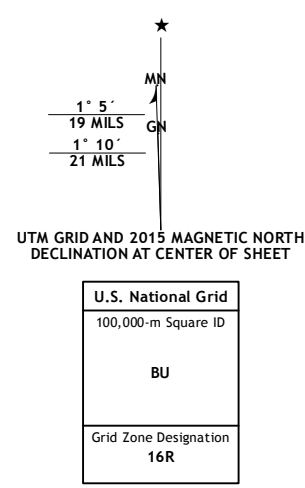 MN
1° 5´
19 MILS
GN
1° 10´
21 MILS
UTM GRID AND 2015 MAGNETIC NORTH
DECLINATION AT CENTER OF SHEET
U.S. National Grid
100,000-m Square ID
BU
Grid Zone Designation
16R